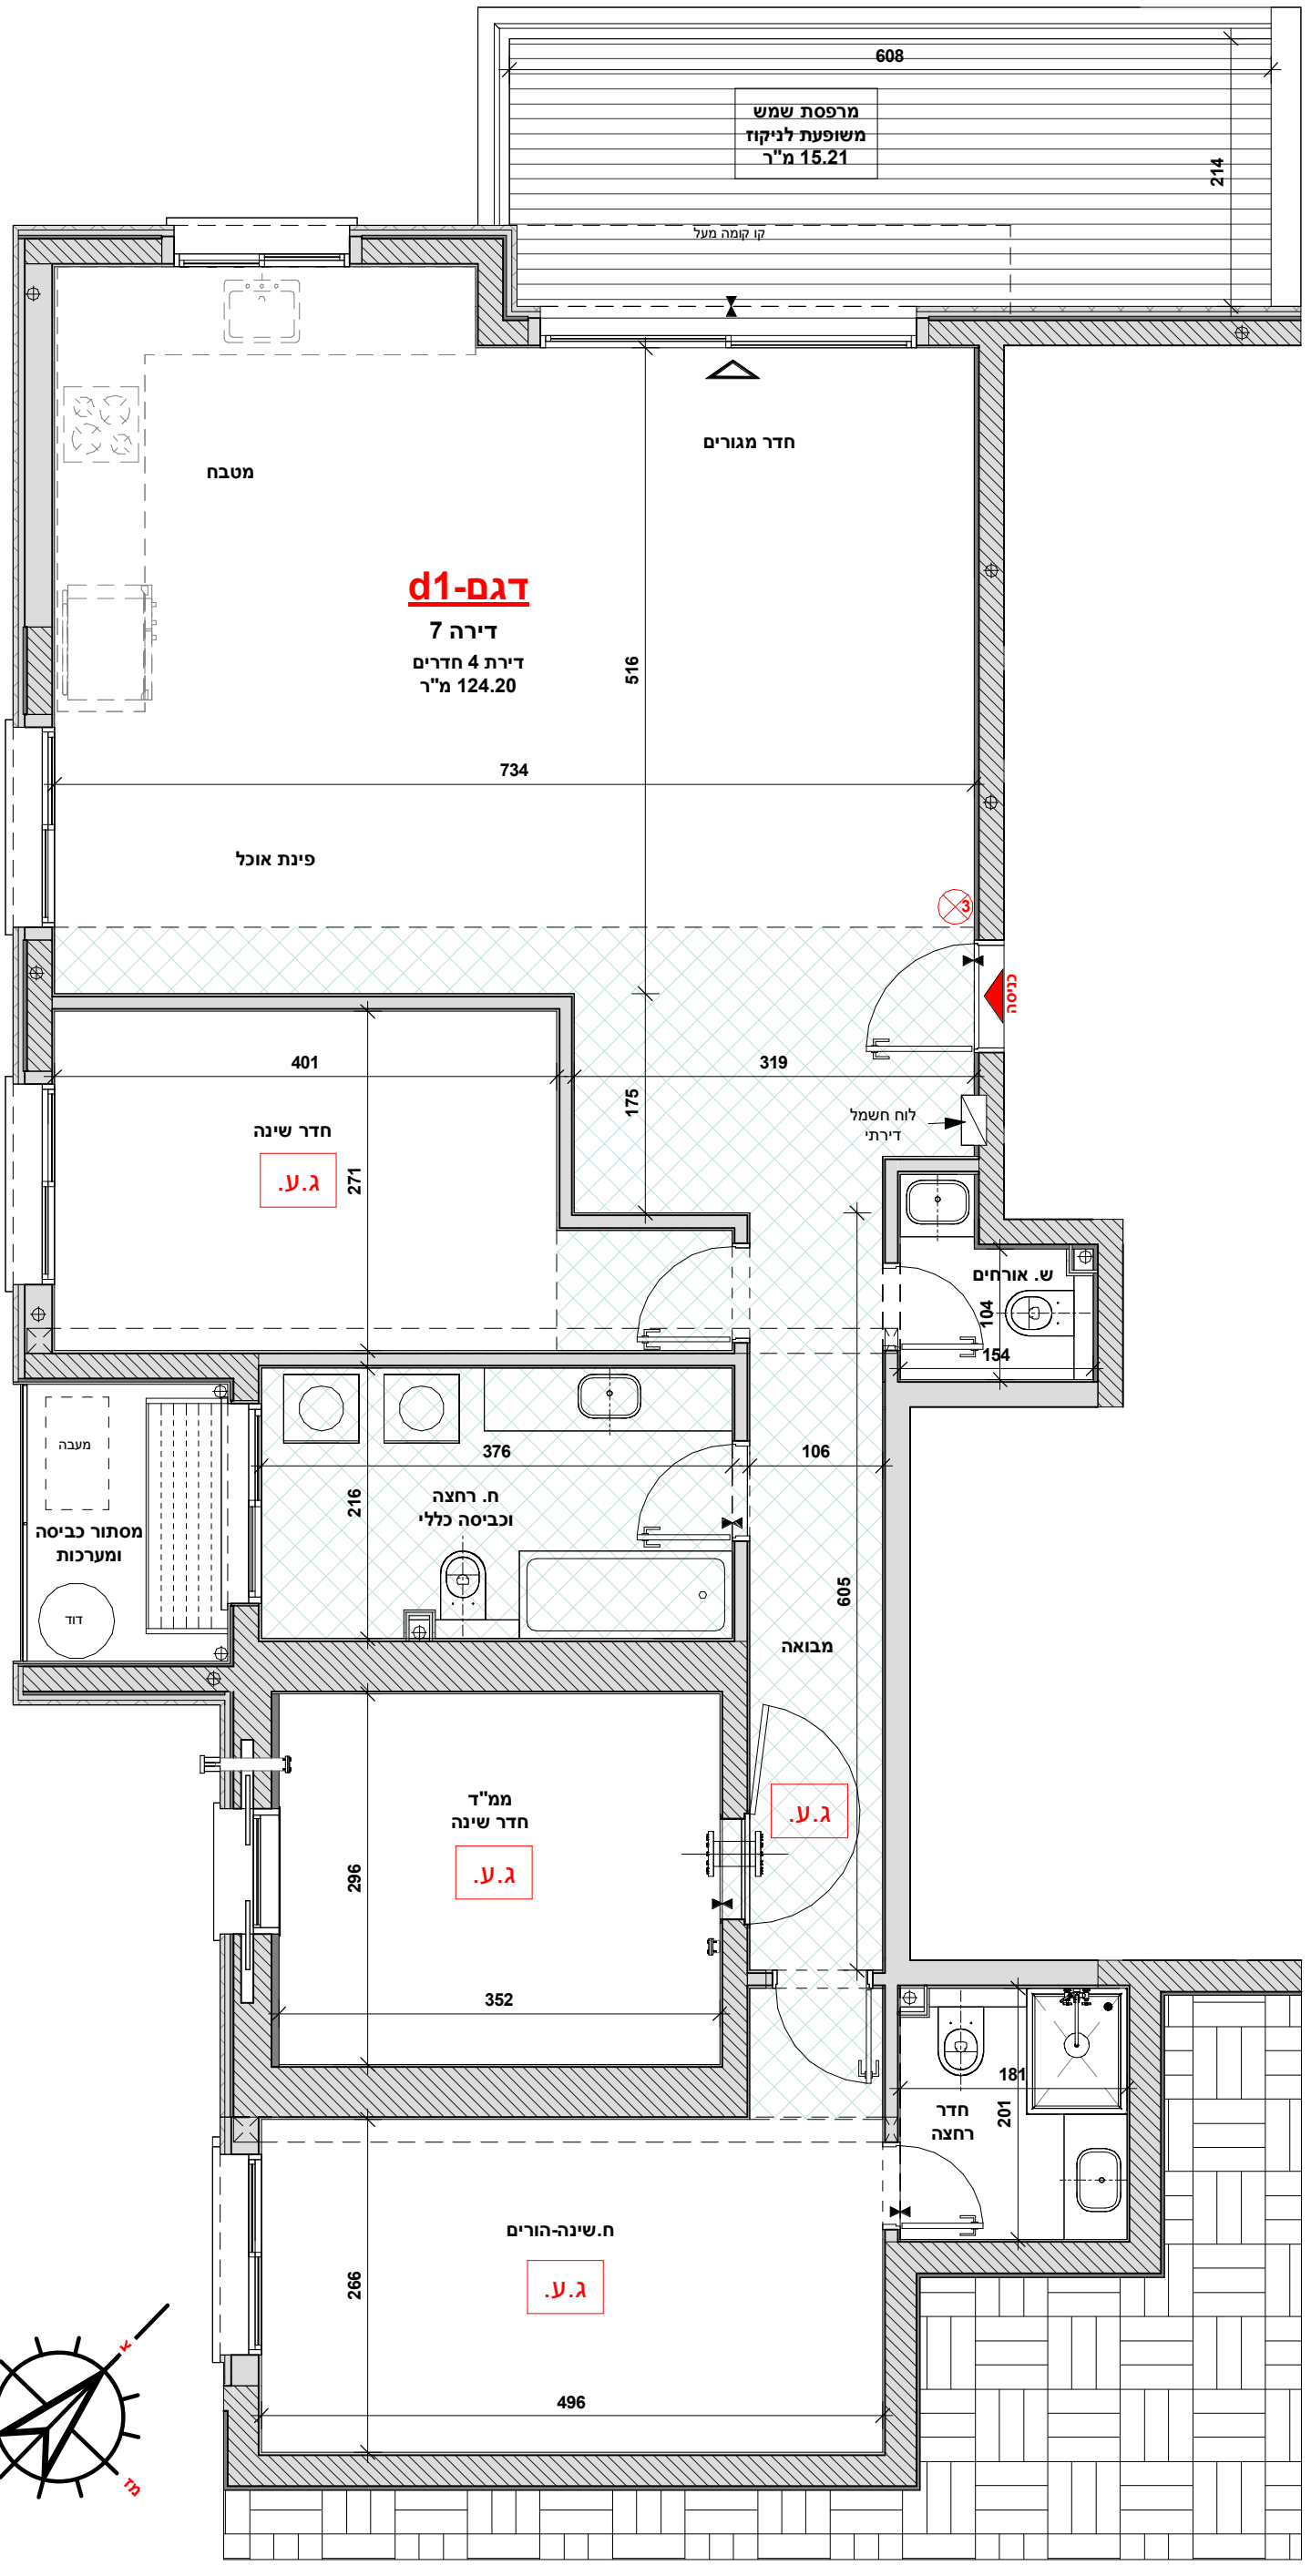 608
מרפסת שמש
משופעת לניקוז
15.21 מ"ר
214
קו קומה מעל
חדר מגורים
מטבח
דגם-d1
דירה 7
דירת 4 חדרים
124.20 מ"ר
516
734
פינת אוכל
3
כניסה
401
319
175
לוח חשמל
דירתי
חדר שינה
ג.ע.
271
ש. אורחים
104
154
מעבה
376
106
216
ח. רחצה
וכביסה כללי
מסתור כביסה
ומערכות
דוד
605
מבואה
ממ"ד
חדר שינה
ג.ע.
ג.ע.
296
352
181
201
חדר
רחצה
ח.שינה-הורים
ג.ע.
266
496